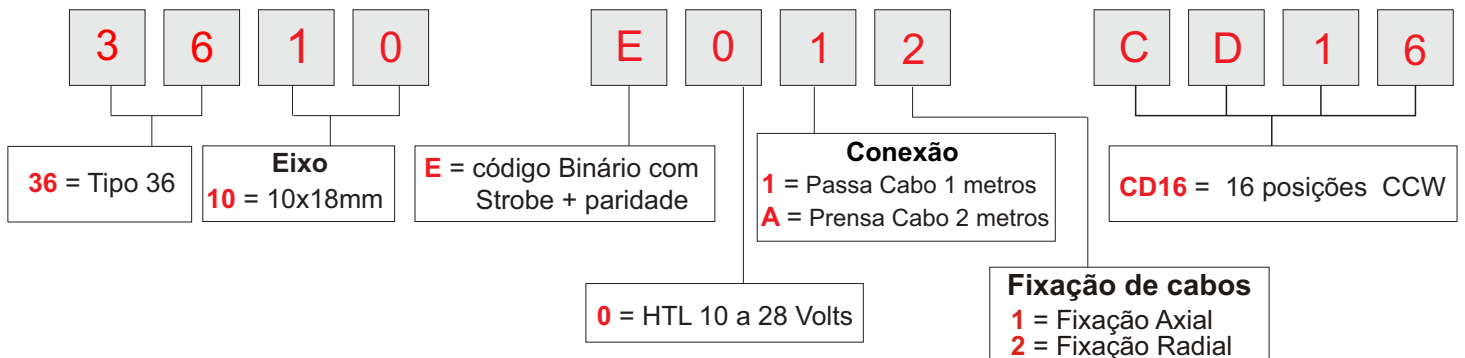 3 6 1 0 E 0 1 2 C D 1 6
36 = Tipo 36
Eixo
10 = 10x18mm
E = código Binário com
Strobe + paridade
Conexão
1 = Passa Cabo 1 metros
A = Prensa Cabo 2 metros
CD16 = 16 posições CCW
0 = HTL 10 a 28 Volts
Fixação de cabos
1 = Fixação Axial
2 = Fixação Radial